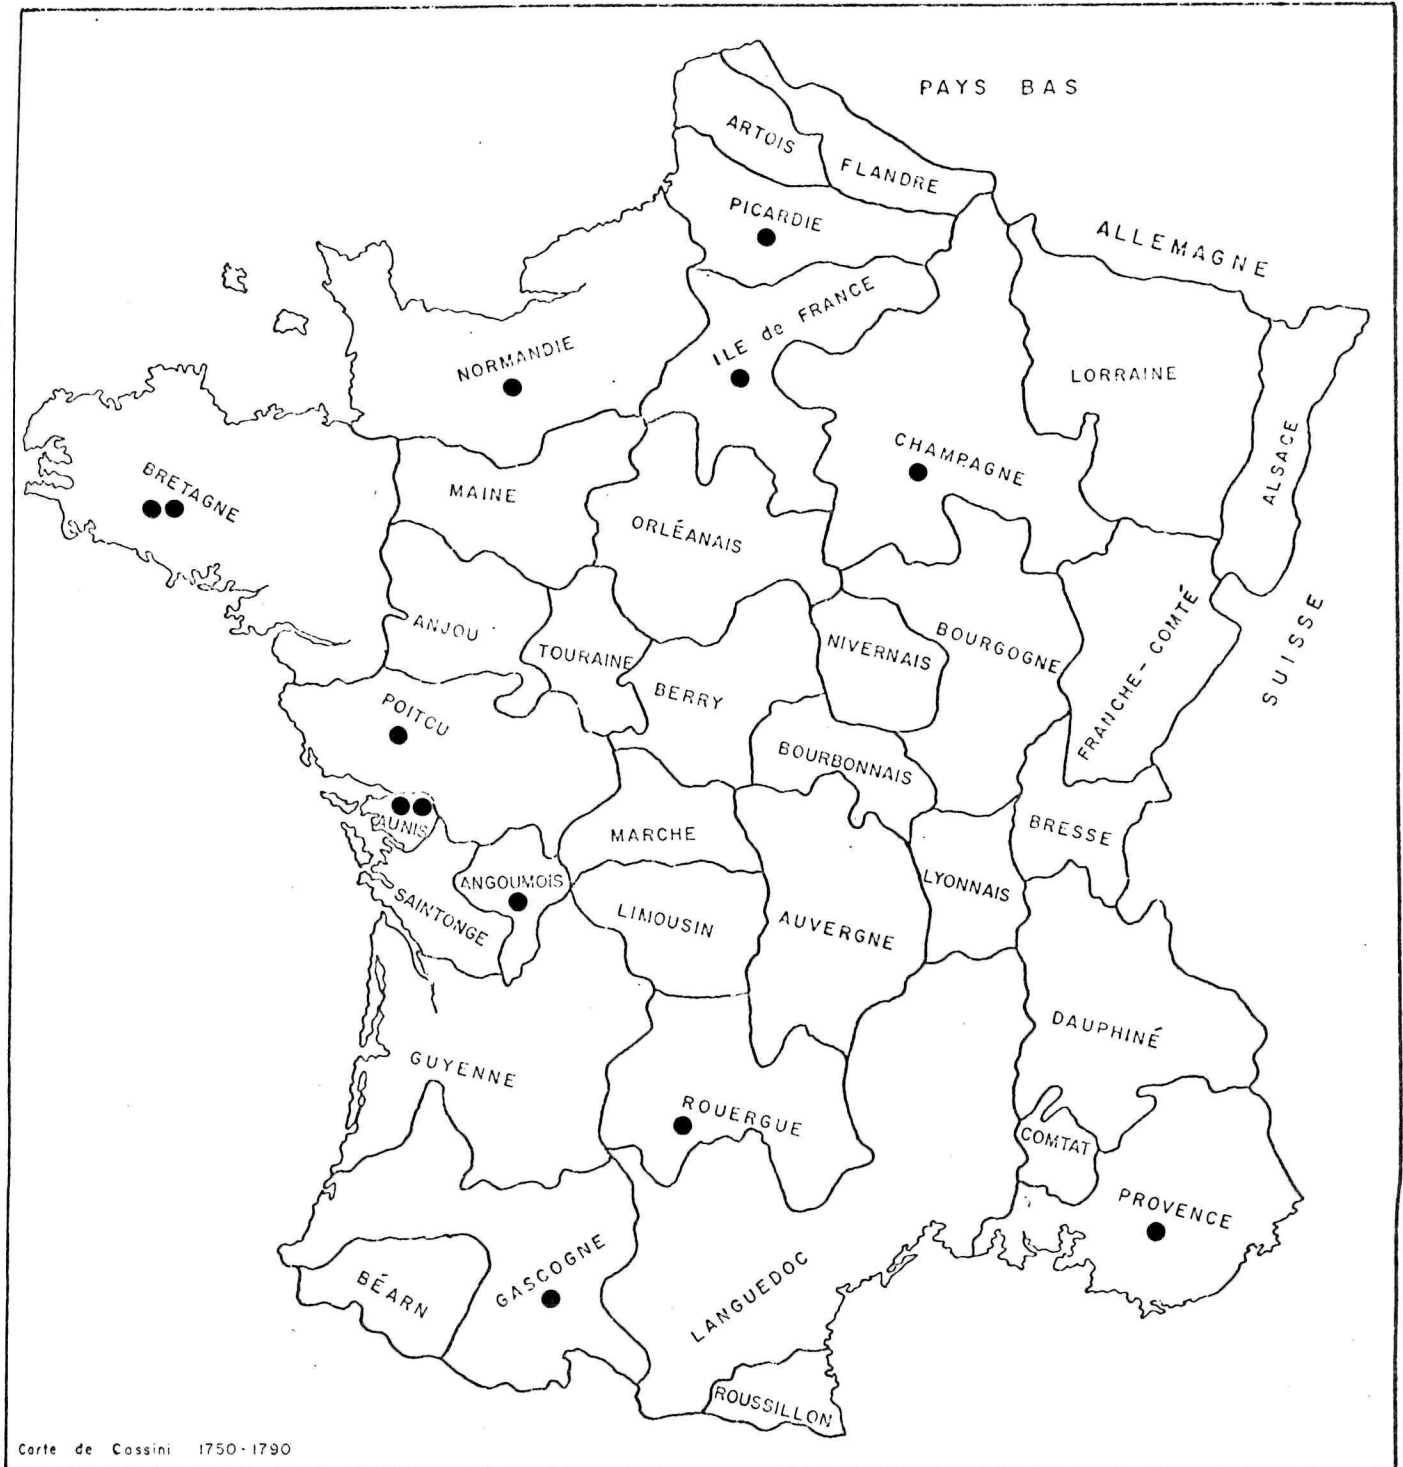 PAYS BAS
ARTOIS
FLANDRE
PICARDIE
ALLEMAGNE
ILE de FRANCE
NORMANDIE
LORRAINE
CHAMPAGNE
ALSACE
BRETAGNE
MAINE
ORLÉANAIS
ANJOU
TOURAINE
NIVERNAIS
BOURGOGNE
FRANCHE-COMTÉ
SUISSE
BERRY
POITOU
BOURBONNAIS
AUNIS
MARCHE
BRESSE
ANGOUMOIS
LYONNAIS
SAINTONGE
LIMOUSIN
AUVERGNE
DAUPHINÉ
GUYENNE
ROUERGUE
COMTAT
PROVENCE
GASCOGNE
BÉARN
LANGUEDOC
ROUSSILLON
Carte de Cassini 1750-1790